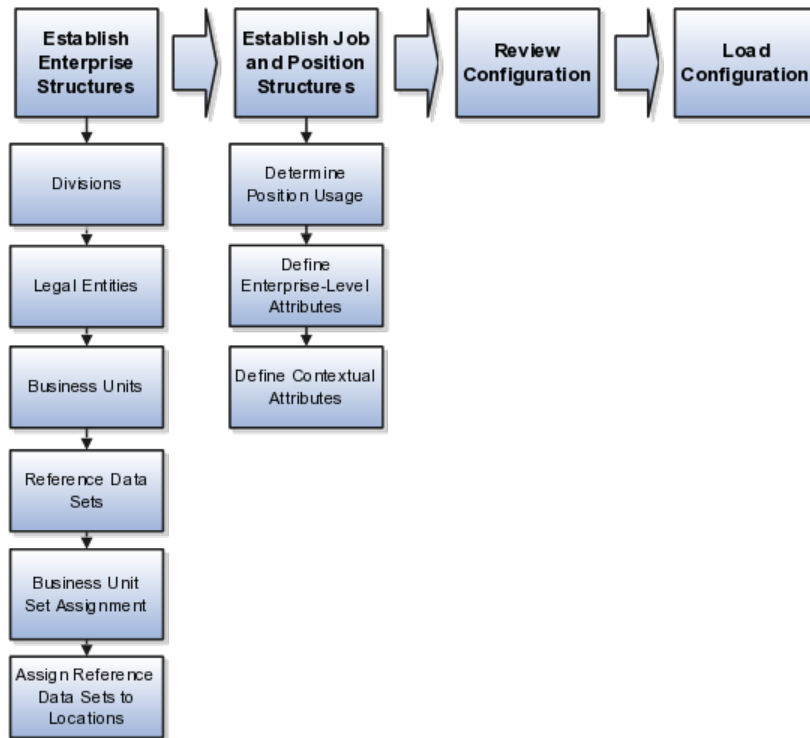 Establish
Enterprise
Structures
Establish Job
and Position
Structures
Review
Configuration
Load
Configuration
Divisions
Legal Entities
Business Units
Reference Data
Sets
Business Unit
Set Assignment
Assign Reference
Data Sets to
Locations
Determine
Position Usage
Define
Enterprise-Level
Attributes
Define Contextual
Attributes